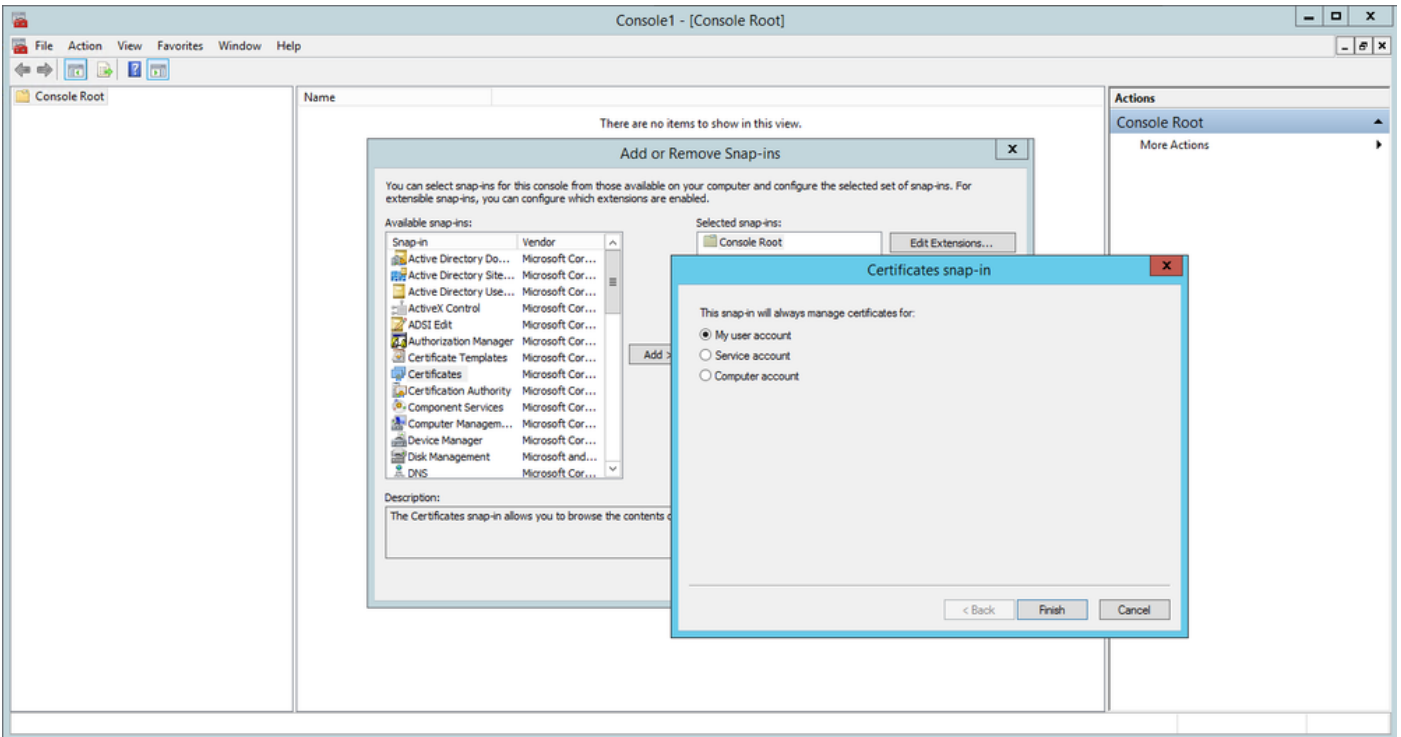 Console1 - [Console Root]
File Action View Favorites Window Help
Console Root
Name
There are no items to show in this view.
Actions
Console Root
More Actions
Add or Remove Snap-ins
You can select snap-ins for this console from those available on your computer and configure the selected set of snap-ins. For
extensible snap-ins, you can configure which extensions are enabled.
Available snap-ins:
Snap-in Vendor
Active Directory Do... Microsoft Cor...
Active Directory Site... Microsoft Cor...
Active Directory Use... Microsoft Cor...
ActiveX Control Microsoft Cor...
ADSI Edit Microsoft Cor...
Authorization Manager Microsoft Cor...
Certificate Templates Microsoft Cor...
Certificates Microsoft Cor...
Certification Authority Microsoft Cor...
Component Services Microsoft Cor...
Computer Managem... Microsoft Cor...
Device Manager Microsoft Cor...
Disk Management Microsoft and...
DNS Microsoft Cor...
Add >
Selected snap-ins:
Console Root
Edit Extensions...
Description:
The Certificates snap-in allows you to browse the contents
Certificates snap-in
This snap-in will always manage certificates for:
My user account
Service account
Computer account
< Back Finish Cancel